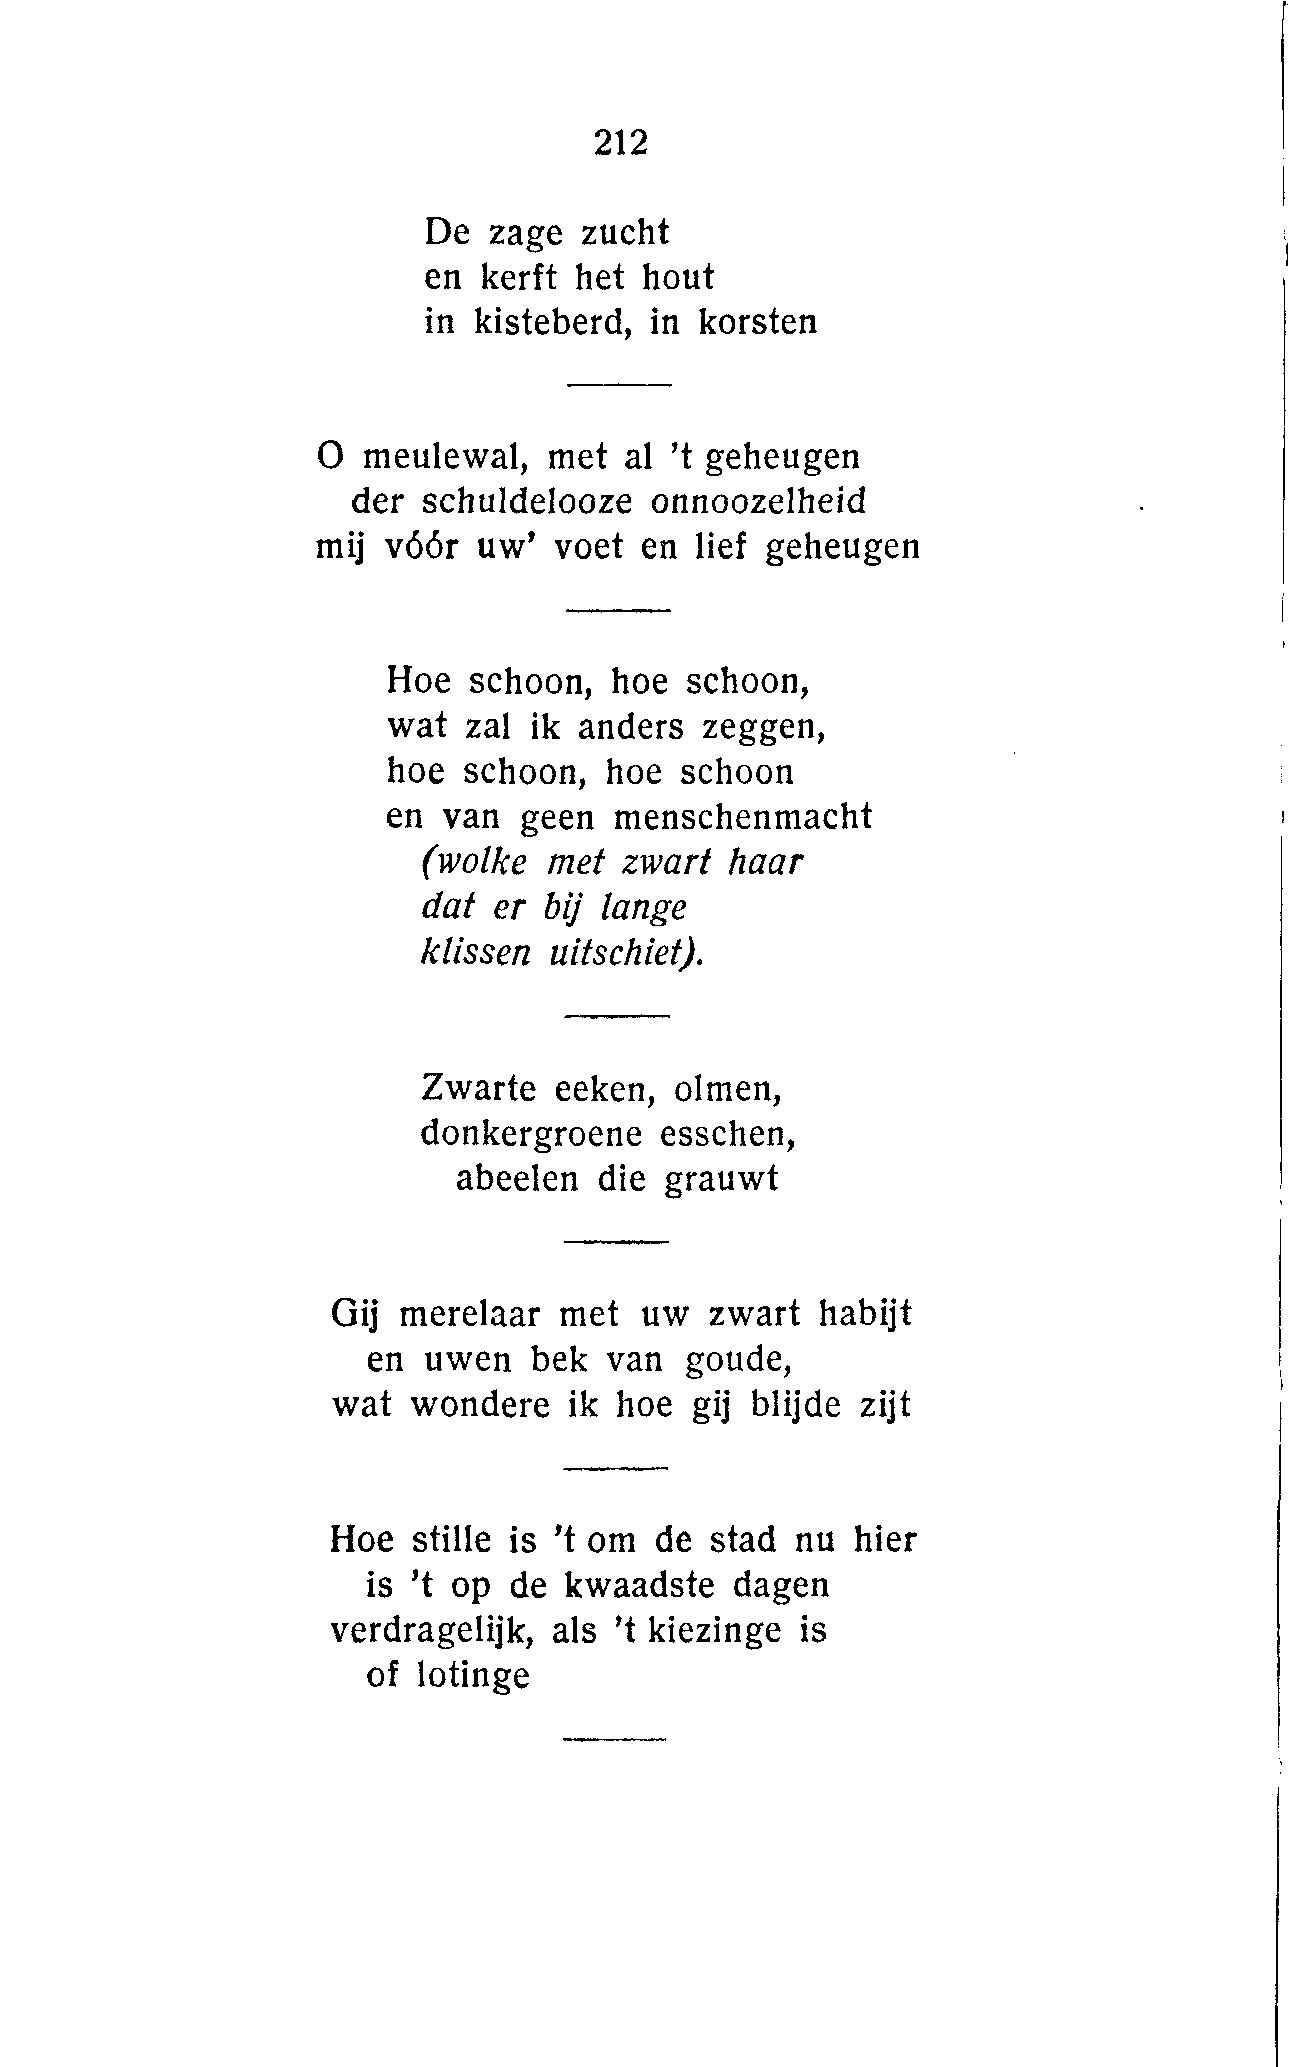 212
De zage zucht
en kerft het hout
in kisteberd, in korsten
O meulewal, met al 't geheugen
der schuldelooze onnoozelheid
mij vóór uw' voet en lief geheugen
Hoe schoon, hoe schoon,
wat zal ik anders zeggen,
hoe schoon, hoe schoon
en van geen menschenmacht
(wolke met zwart haar
dat er bij lange
klissen uitschiet).
Zwarte eeken, olmen,
donkergroene esschen,
abeelen die grauwt
Gij merelaar met uw zwart habijt
en uwen bek van goude,
wat wondere ik hoe gij blijde zijt
Hoe stille is 't om de stad nu hier
is 't op de kwaadste dagen
verdragelijk, als 't kiezinge is
of lotinge